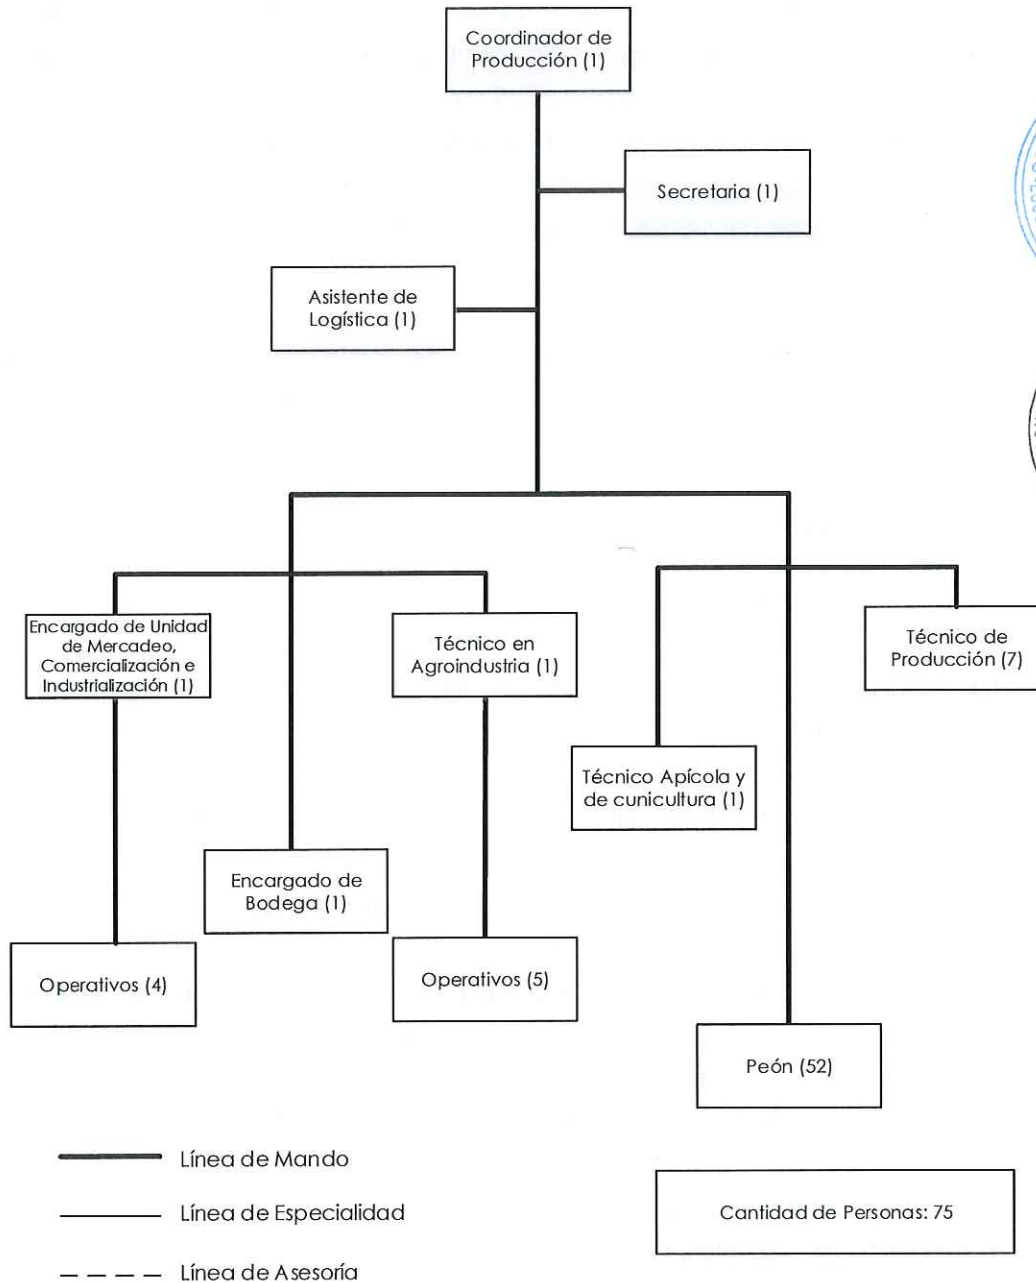 Coordinador de
Producción (1)
Secretaria (1)
Asistente de
Logística (1)
Encargado de Unidad
de Mercadeo,
Comercialización e
Industrialización (1)
Técnico en
Agroindustria (1)
Técnico de
Producción (7)
Técnico Apícola y
de cunicultura (1)
Encargado de
Bodega (1)
Operativos (4)
Operativos (5)
Peón (52)
Línea de Mando
Línea de Especialidad
Línea de Asesoría
Cantidad de Personas: 75